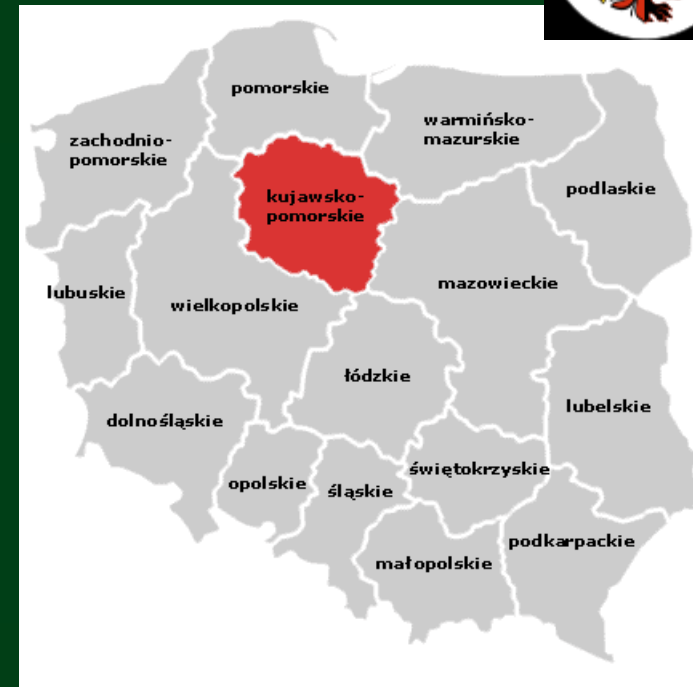 pomorskie
warmińsko-
mazurskie
zachodnio-
pomorskie
podlaskie
kujawsko-
pomorskie
mazowieckie
lubuskie
wielkopolskie
łódzkie
lubelskie
dolnośląskie
świętokrzyskie
opolskie
śląskie
podkarpackie
małopolskie